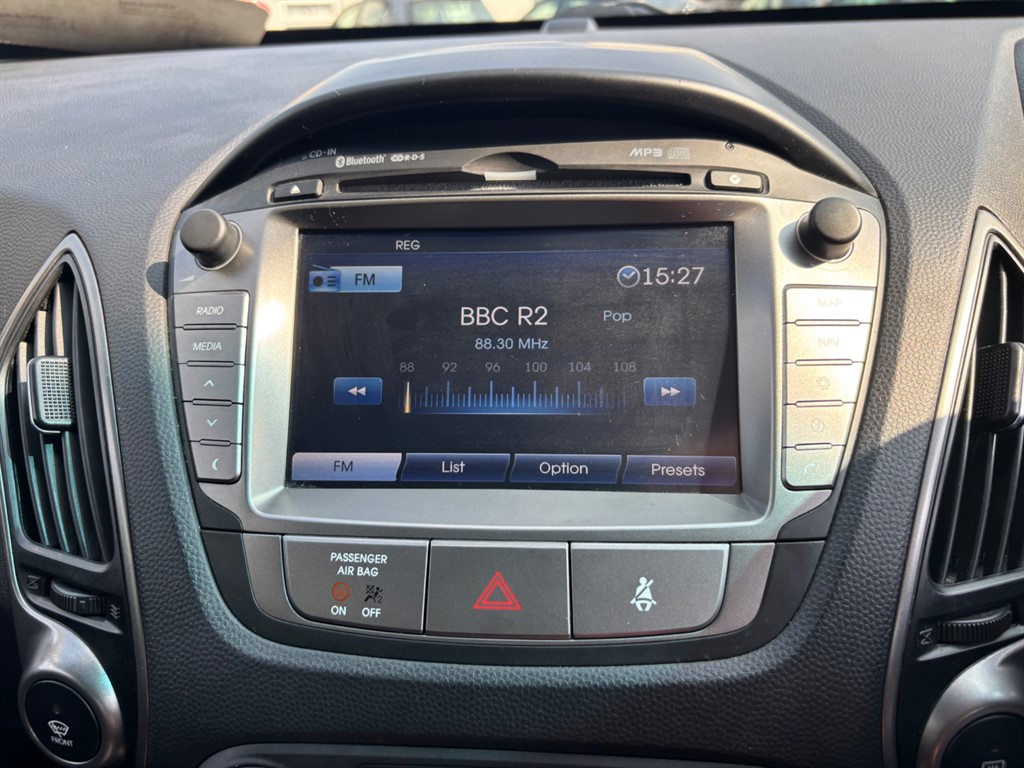 CD-IN
Bluetooth R·D·S
MP3
REG
FM
15:27
BBC R2 Pop
88.30 MHz
88 92 96 100 104 108
FM List Option Presets
RADIO
MEDIA
MAP
NAV
PASSENGER
AIR BAG
ON OFF
FRONT